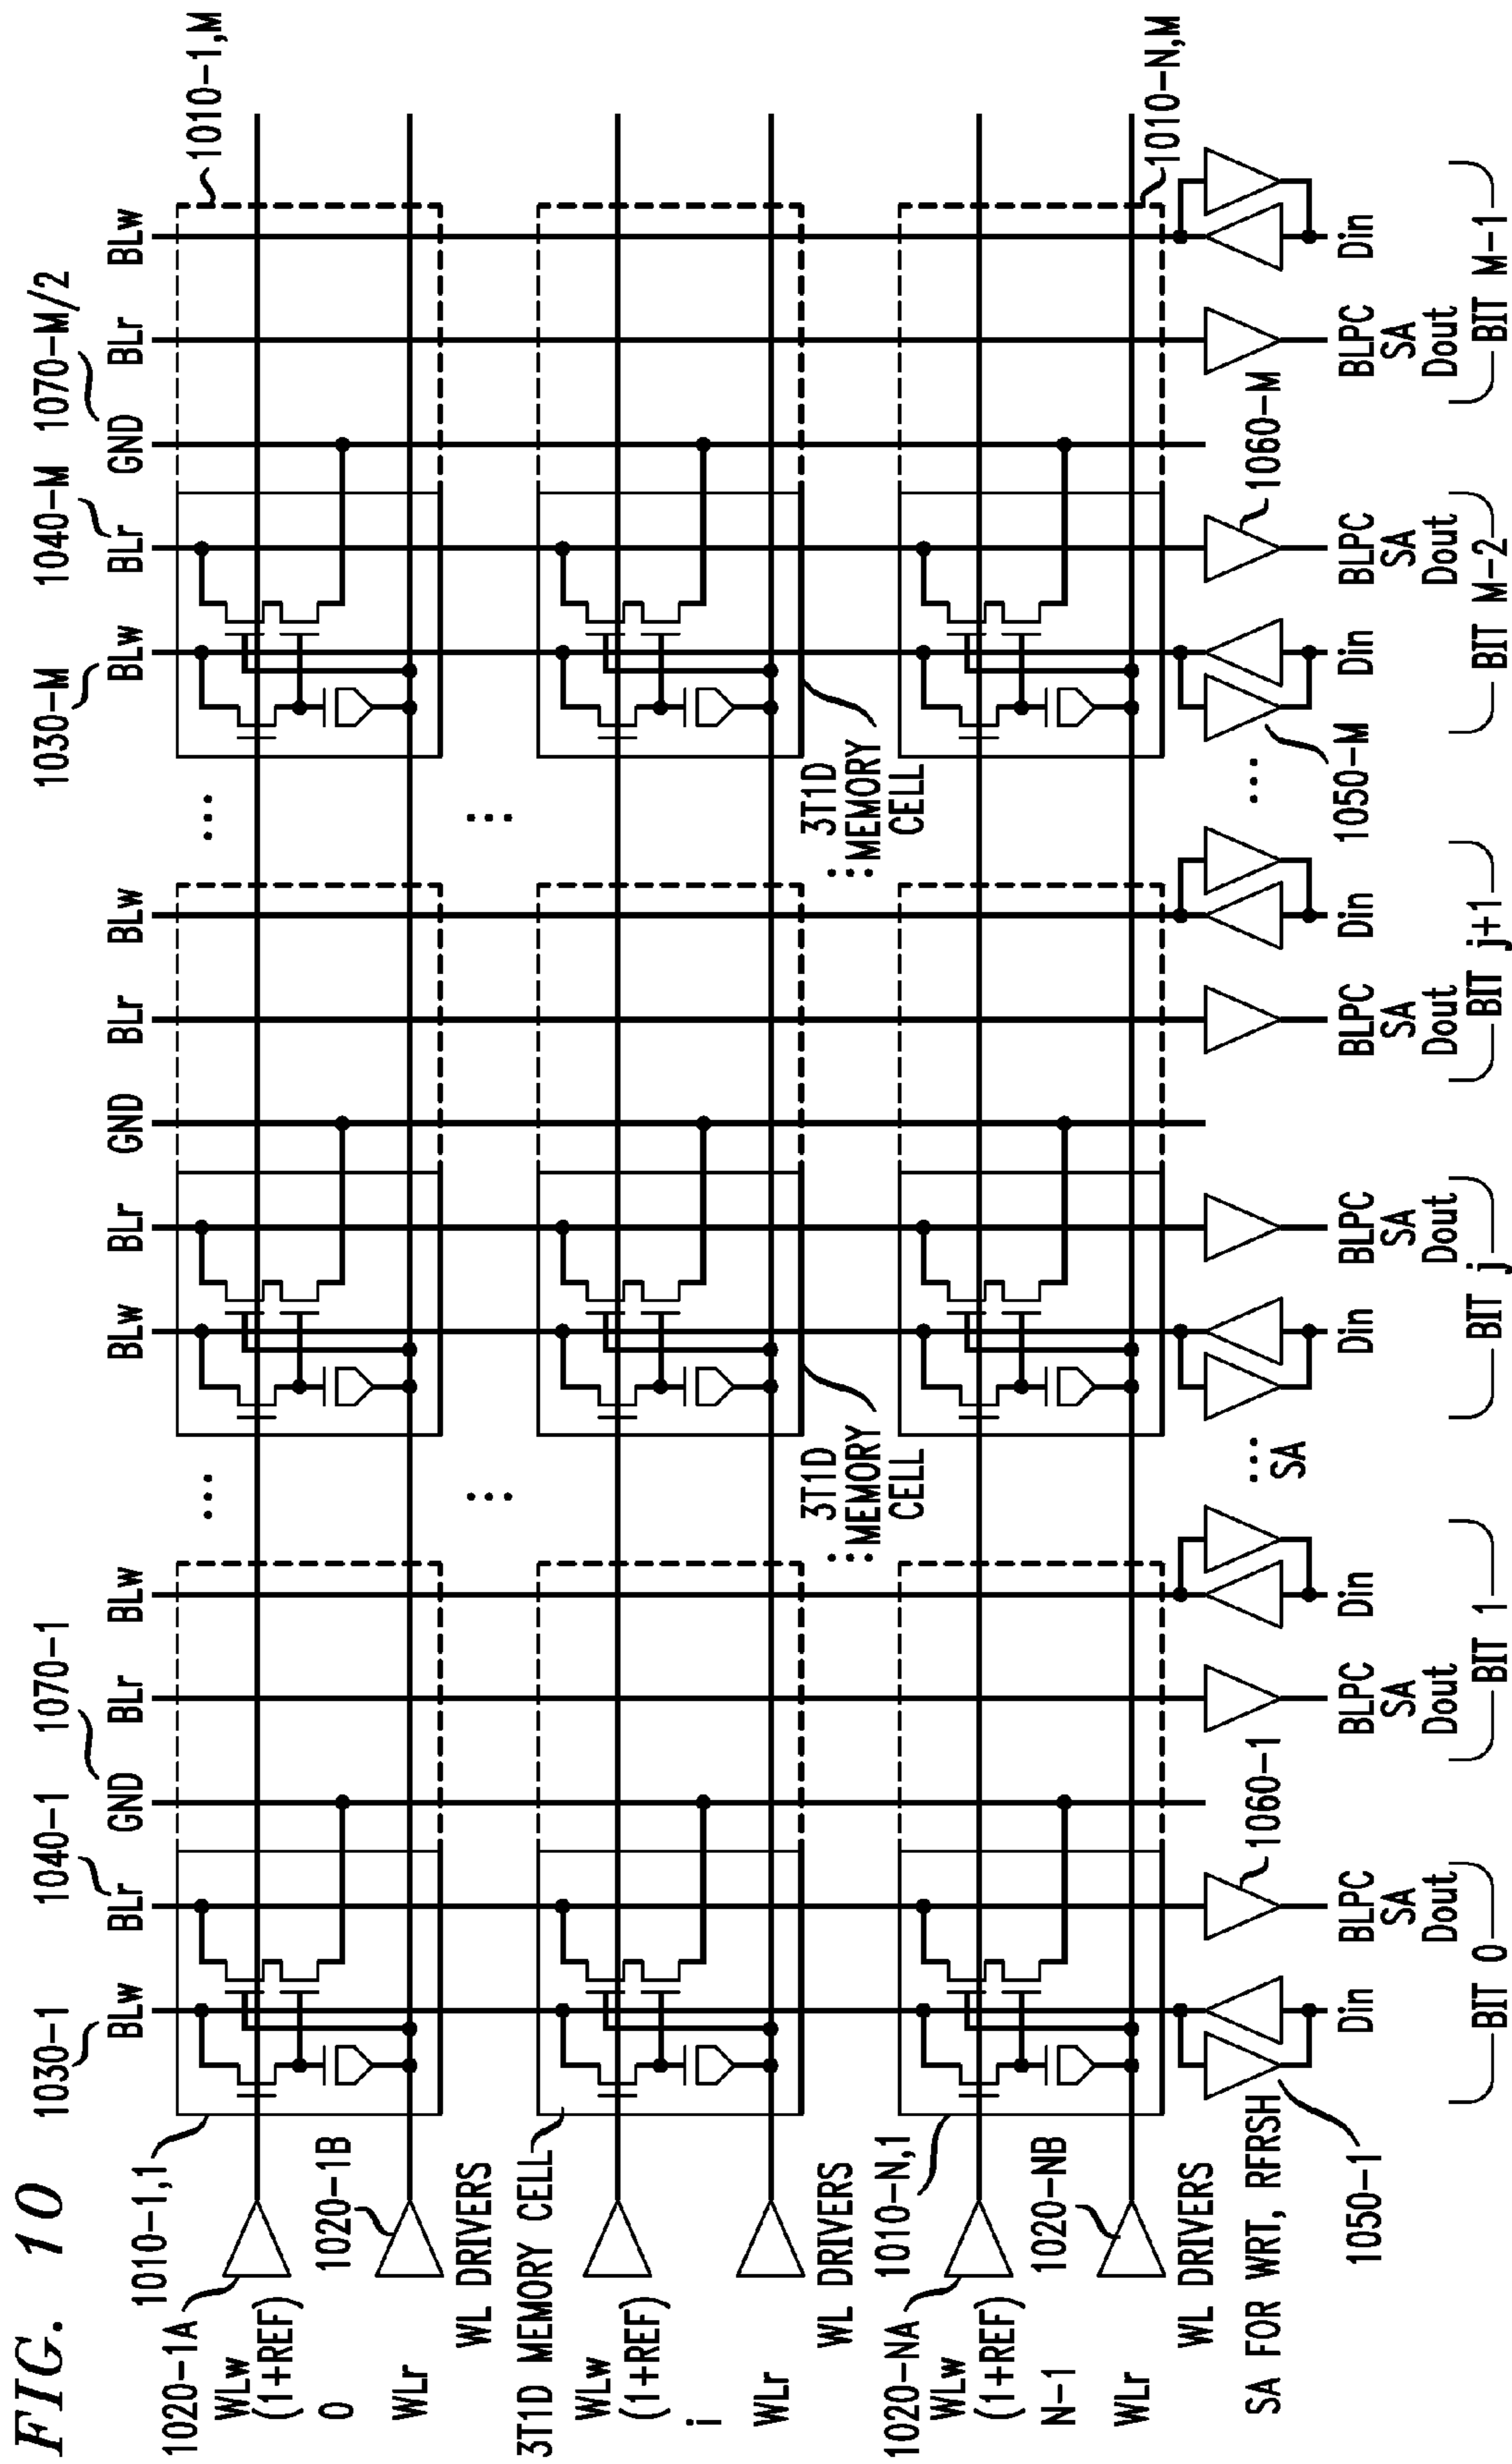 FIG. 10
1030-1
1040-1
1070-1
1030-M
1040-M
1070-M/2
BLw
BLr
GND
BLr
BLw
BLw
BLr
GND
BLr
BLw
BLw
BLr
GND
BLr
BLw
1010-1,M
1010-1,1
1020-1A
WLw
(1+REF)
0
...
...
1020-1B
WLr
WL DRIVERS
...
...
3T1D MEMORY CELL
WLw
(1+REF)
i
WLr
WL DRIVERS
3T1D
MEMORY
CELL
3T1D
MEMORY
CELL
1010-N,1
1020-NA
WLw
(1+REF)
N-1
1020-NB
WLr
WL DRIVERS
1010-N,M
SA FOR WRT, RFRSH
1050-1
1060-1
...
SA
...
1050-M
1060-M
Din
BLPC
SA
Dout
BLPC
SA
Dout
Din
Din
BLPC
SA
Dout
BLPC
SA
Dout
Din
Din
BLPC
SA
Dout
BLPC
SA
Dout
Din
BIT 0
BIT 1
BIT j
BIT j+1
BIT M-2
BIT M-1